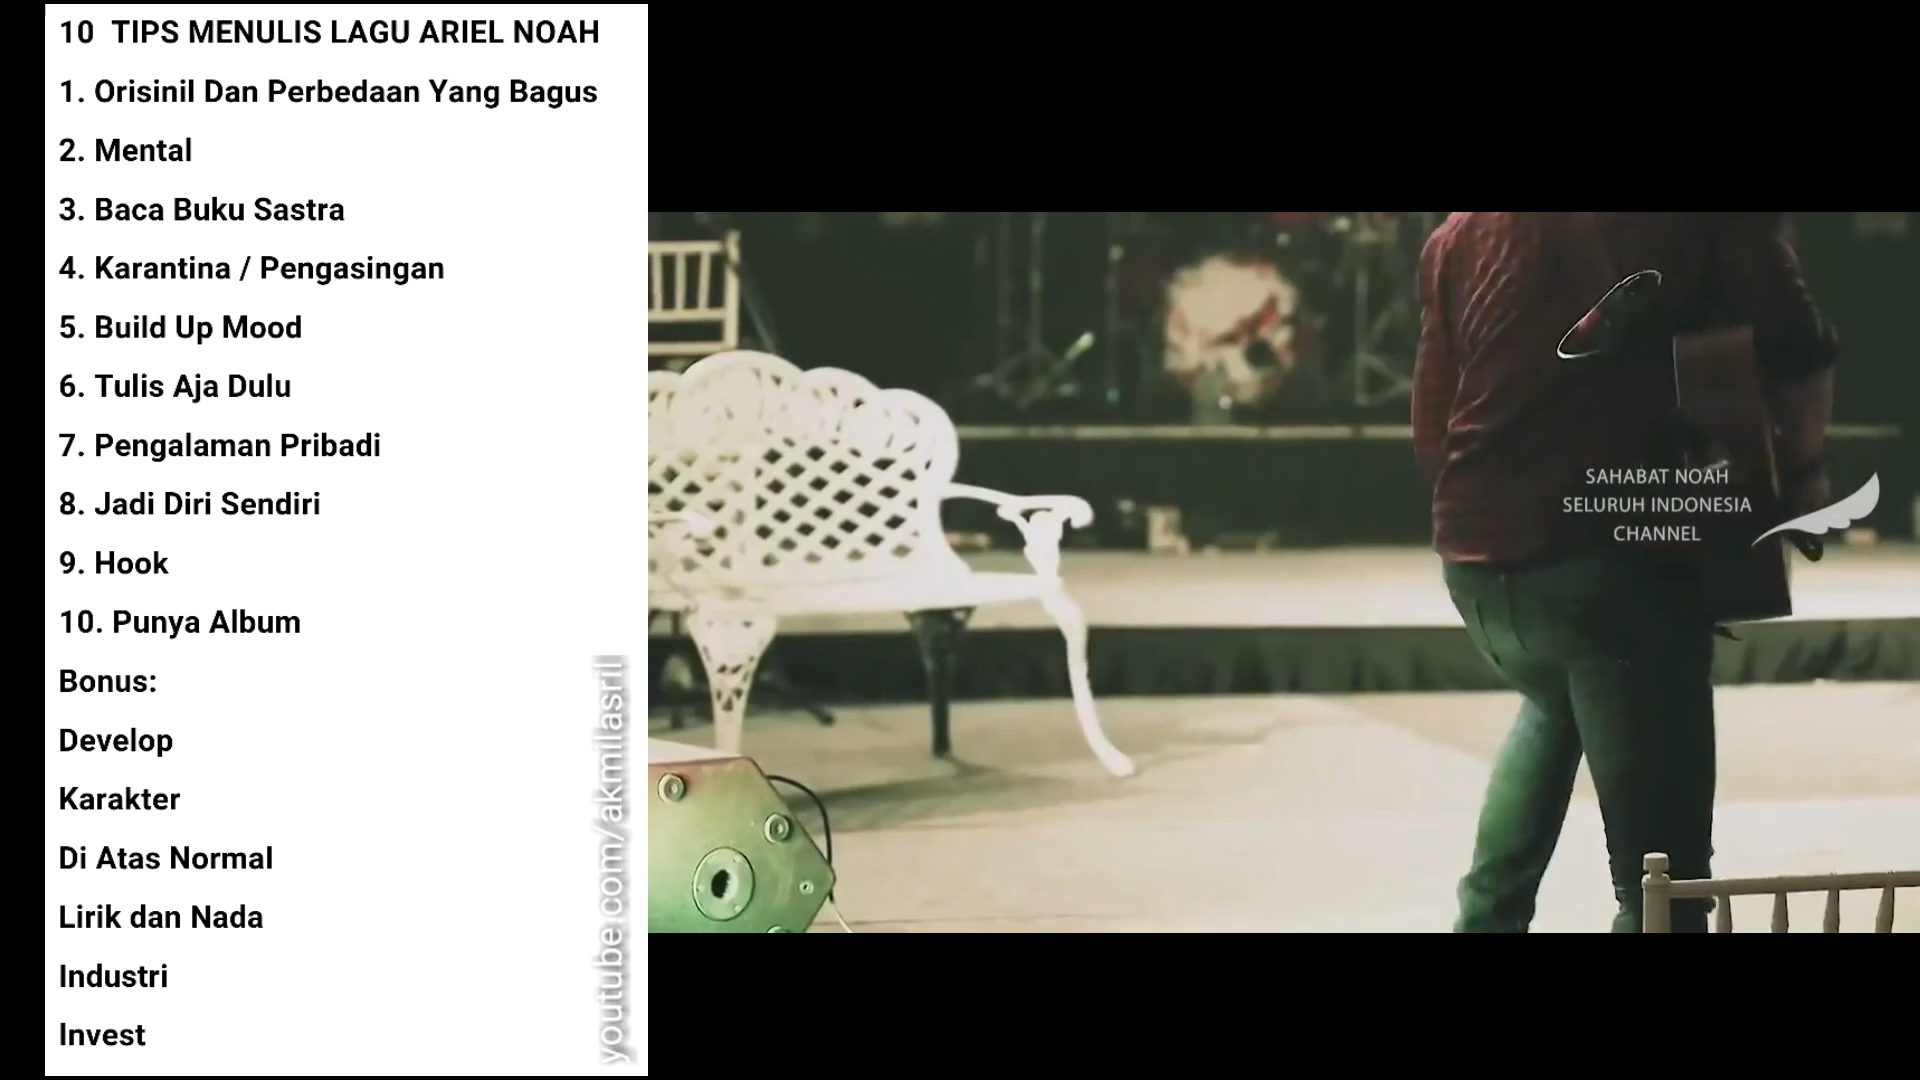 10 TIPS MENULIS LAGU ARIEL NOAH
1. Orisinil Dan Perbedaan Yang Bagus
2. Mental
3. Baca Buku Sastra
4. Karantina / Pengasingan
5. Build Up Mood
6. Tulis Aja Dulu
7. Pengalaman Pribadi
8. Jadi Diri Sendiri
9. Hook
10. Punya Album
Bonus:
Develop
Karakter
Di Atas Normal
Lirik dan Nada
Industri
Invest
youtube.com/akmilasril
SAHABAT NOAH
SELURUH INDONESIA
CHANNEL